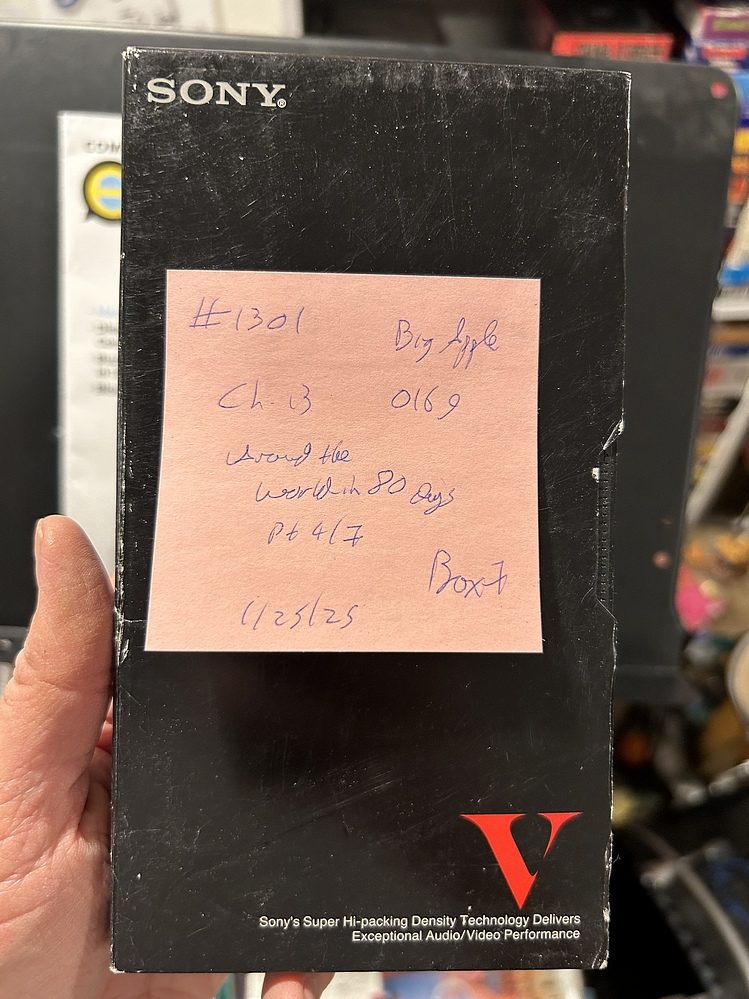 SONY®
#1301
Big Apple
Ch. 13
0169
Around the
World in 80 Days
Pt 4/7
Box 7
1/25/25
V
Sony's Super Hi-packing Density Technology Delivers
Exceptional Audio/Video Performance
COM